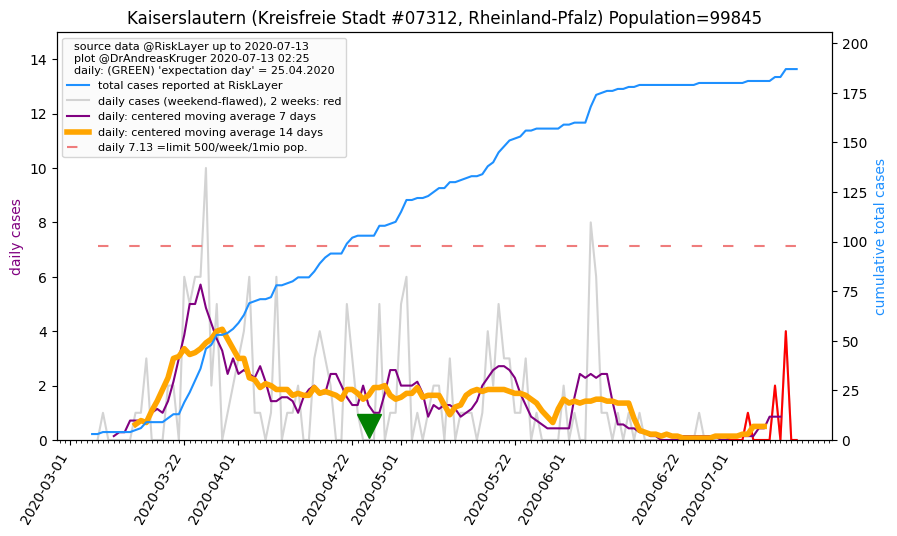 Kaiserslautern (Kreisfreie Stadt #07312, Rheinland-Pfalz) Population=99845
source data @RiskLayer up to 2020-07-13
plot @DrAndreasKruger 2020-07-13 02:25
daily: (GREEN) 'expectation day' = 25.04.2020
total cases reported at RiskLayer
daily cases (weekend-flawed), 2 weeks: red
daily: centered moving average 7 days
daily: centered moving average 14 days
daily 7.13 =limit 500/week/1mio pop.
daily cases
14
12
10
8
6
4
2
0
cumulative total cases
200
175
150
125
100
75
50
25
0
2020-03-01
2020-03-22
2020-04-01
2020-04-22
2020-05-01
2020-05-22
2020-06-01
2020-06-22
2020-07-01